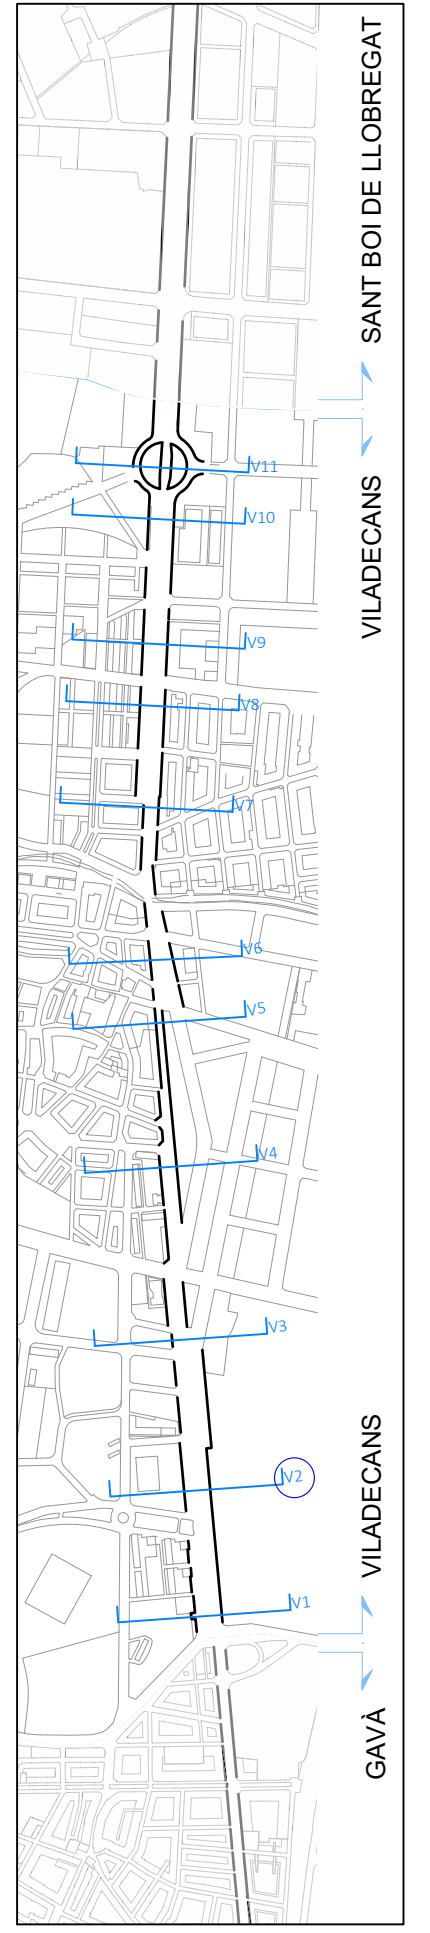 SANT BOI DE LLOBREGAT
V11
VILADECANS
V10
V9
V8
V7
V6
V5
V4
V3
VILADECANS
V2
V1
GAVÀ